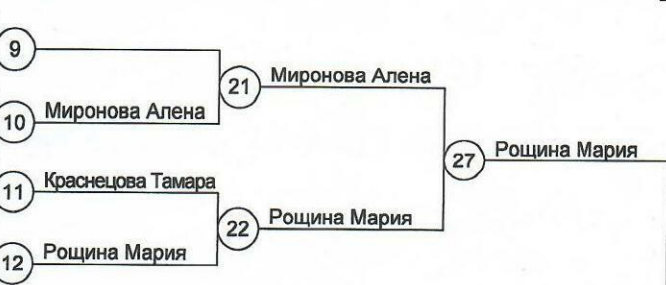 9
21 Миронова Алена
10 Миронова Алена
27 Рощина Мария
11 Краснецова Тамара
22 Рощина Мария
12 Рощина Мария